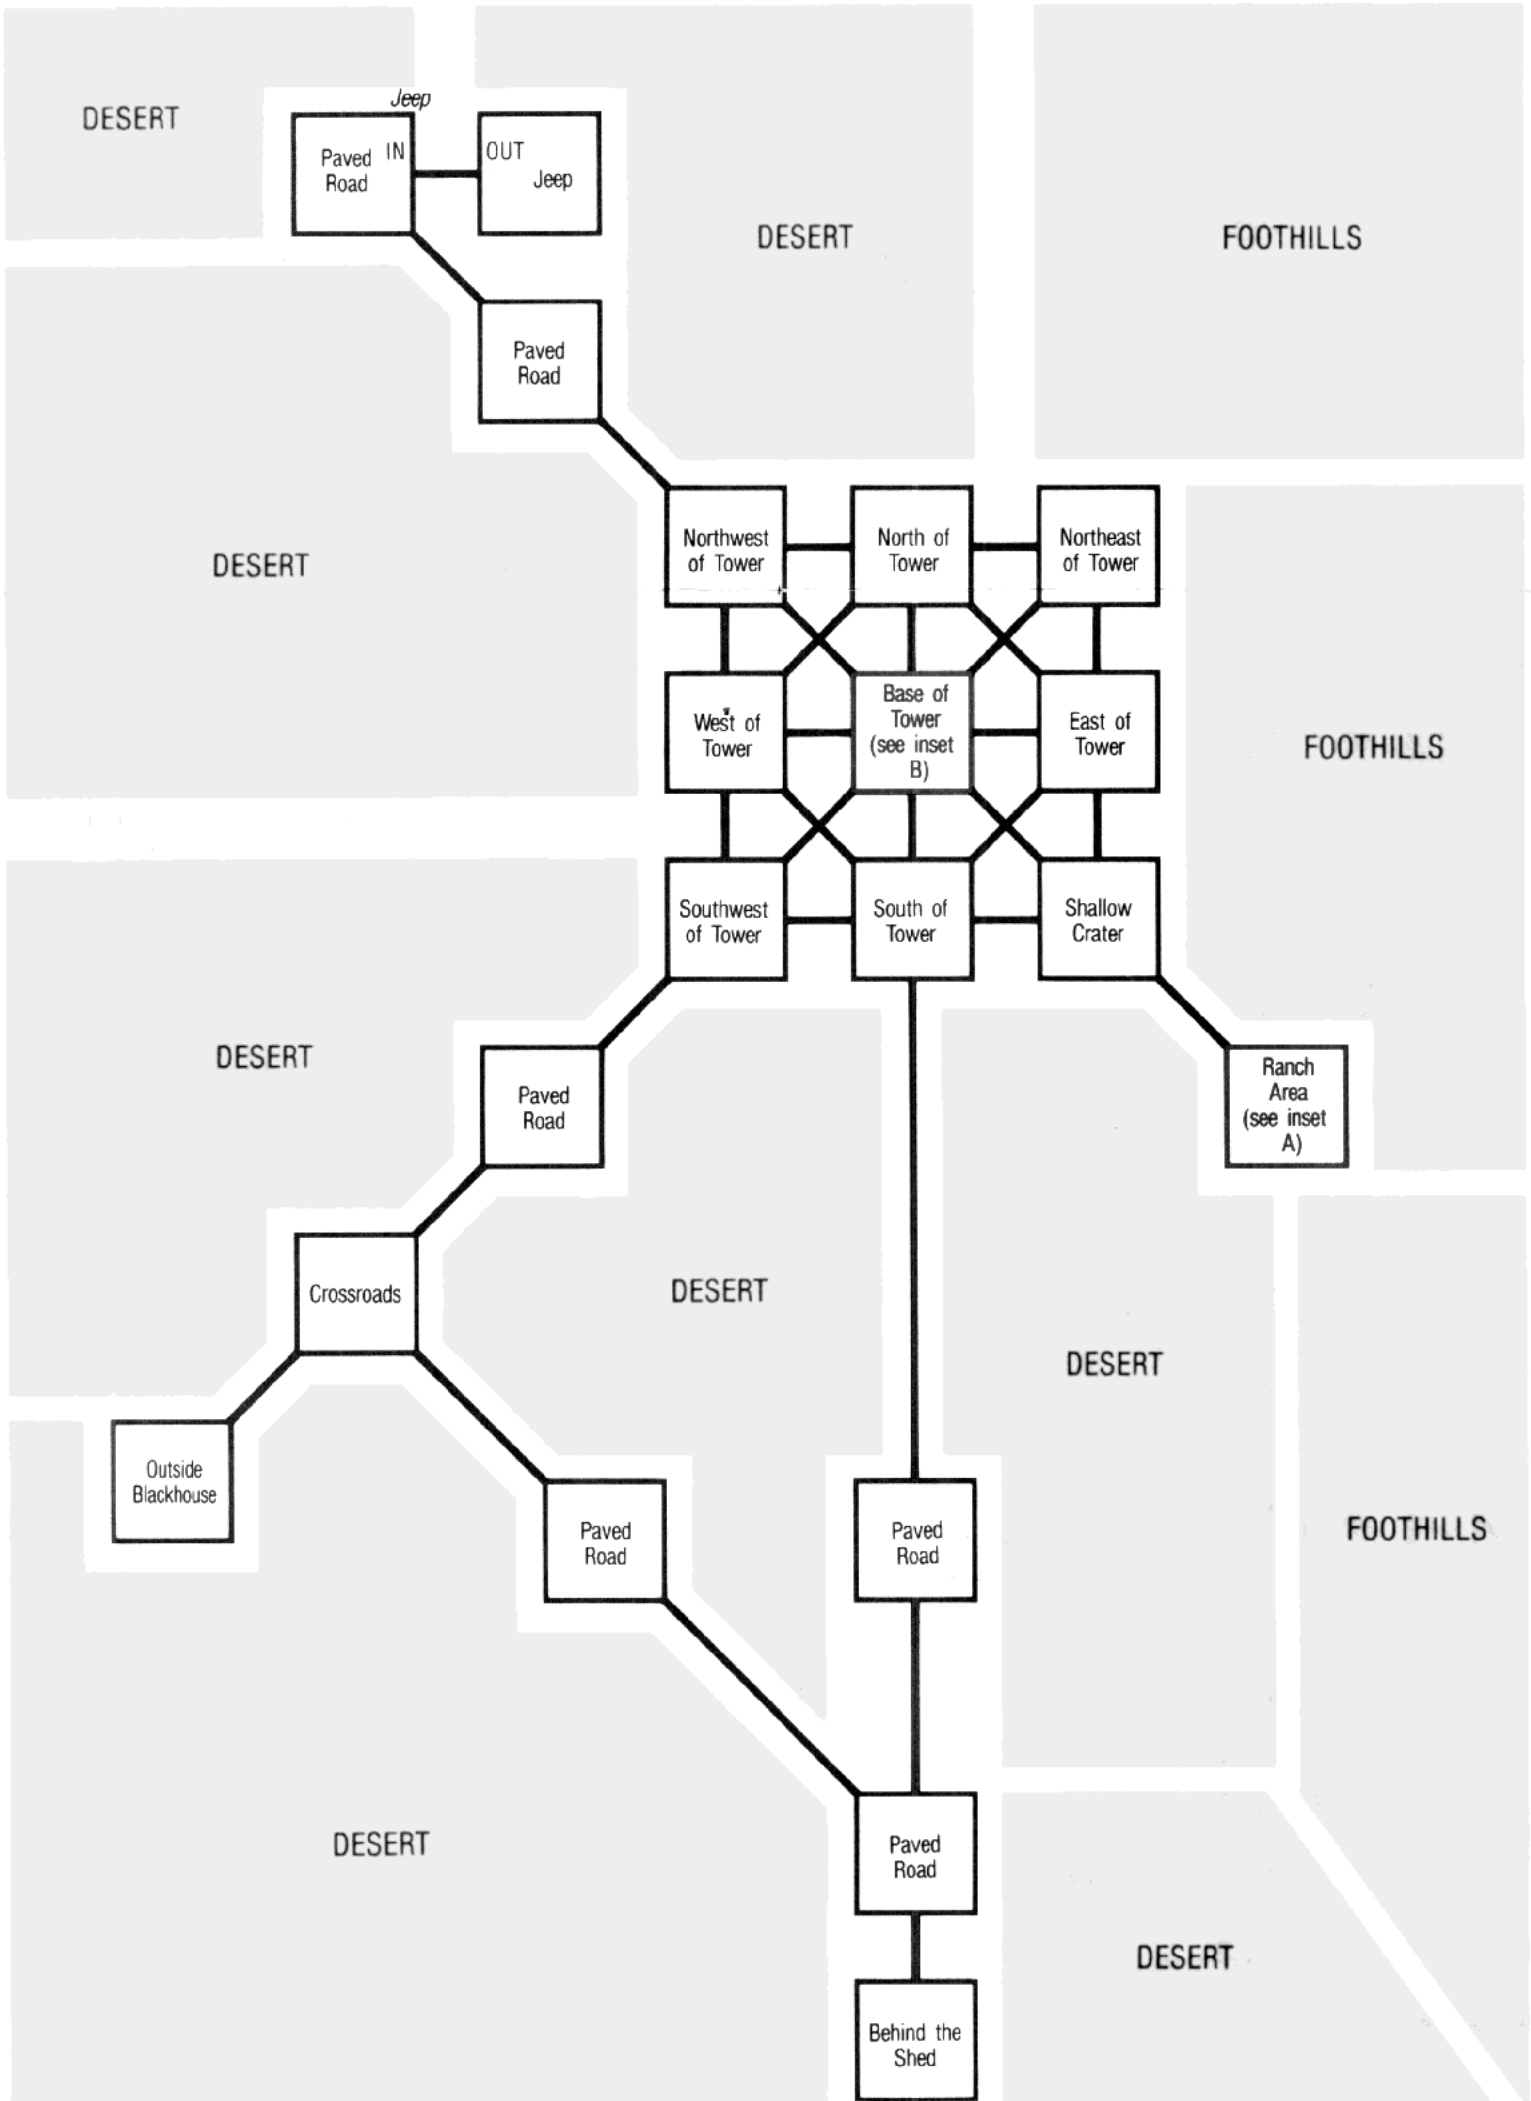 Jeep
DESERT
Paved
Road
IN
OUT
Jeep
DESERT
FOOTHILLS
Paved
Road
DESERT
Northwest
of Tower
North of
Tower
Northeast
of Tower
West of
Tower
Base of
Tower
(see inset
B)
East of
Tower
FOOTHILLS
Southwest
of Tower
South of
Tower
Shallow
Crater
DESERT
Paved
Road
Ranch
Area
(see inset
A)
Crossroads
DESERT
DESERT
Outside
Blackhouse
Paved
Road
Paved
Road
FOOTHILLS
DESERT
Paved
Road
DESERT
Behind the
Shed